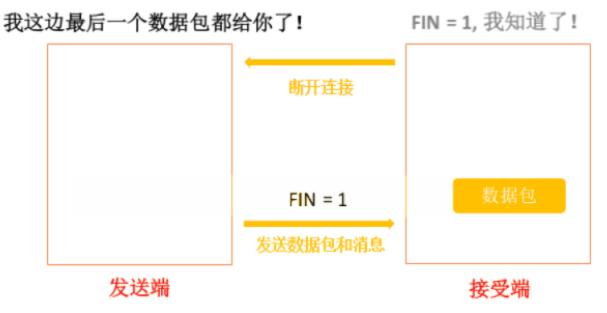 我这边最后一个数据包都给你了!
FIN = 1, 我知道了!
断开连接
数据包
FIN = 1
发送数据包和消息
发送端
接受端